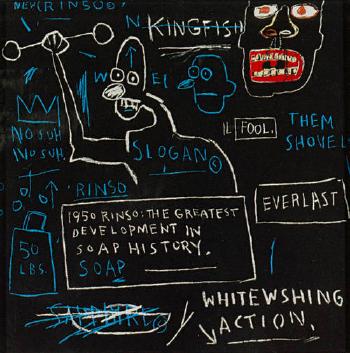 NEW(RINSO)
N KINGFISH
W EI
NO SUH.
NO SUH.
IL FOOL.
THEM
SHOVEL
SLOGAN ©
RINSO
1950 RINSO: THE GREATEST
DEVELOPMENT IN
SOAP HISTORY.
SOAP
EVERLAST
50
LBS.
WHITEWSHING
ACTION.